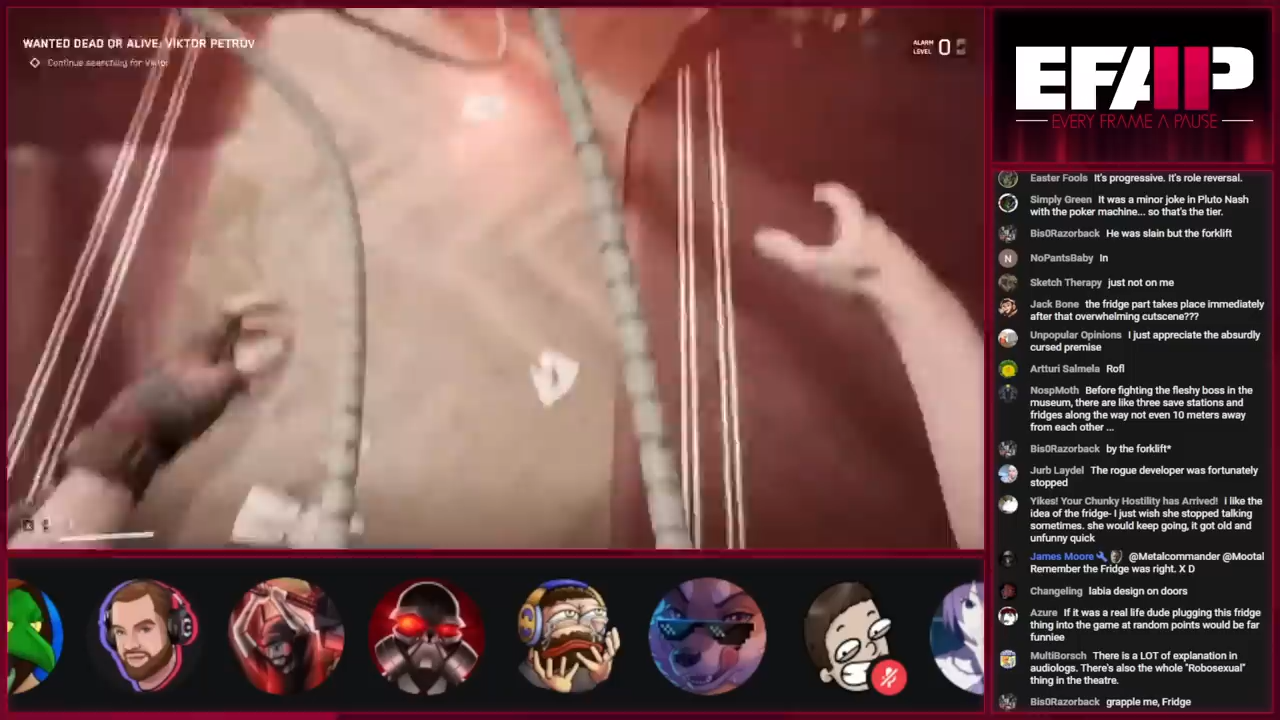 WANTED DEAD OR ALIVE: VIKTOR PETROV
Continue searching for Viktor
ALARM
LEVEL 0
EFAP
EVERY FRAME A PAUSE
Easter Fools It's progressive. It's role reversal.
Simply Green It was a minor joke in Pluto Nash
with the poker machine... so that's the tier.
Bis0Razorback He was slain but the forklift
N NoPantsBaby In
Sketch Therapy just not on me
Jack Bone the fridge part takes place immediately
after that overwhelming cutscene???
Unpopular Opinions I just appreciate the absurdly
cursed premise
Artturi Salmela Rofl
NospMoth Before fighting the fleshy boss in the
museum, there are like three save stations and
fridges along the way not even 10 meters away
from each other ...
Bis0Razorback by the forklift*
Jurb Laydel The rogue developer was fortunately
stopped
Yikes! Your Chunky Hostility has Arrived! i like the
idea of the fridge- I just wish she stopped talking
sometimes. she would keep going, it got old and
unfunny quick
James Moore @Metalcommander @Mootal
Remember the Fridge was right. X D
Changeling labia design on doors
Azure If it was a real life dude plugging this fridge
thing into the game at random points would be far
funniee
MultiBorsch There is a LOT of explanation in
audiologs. There's also the whole "Robosexual"
thing in the theatre.
Bis0Razorback grapple me, Fridge